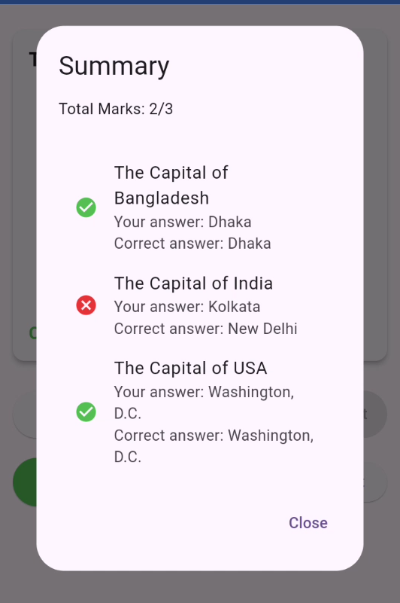 Summary
Total Marks: 2/3
The Capital of
Bangladesh
Your answer: Dhaka
Correct answer: Dhaka
The Capital of India
Your answer: Kolkata
Correct answer: New Delhi
The Capital of USA
Your answer: Washington,
D.C.
Correct answer: Washington,
D.C.
Close